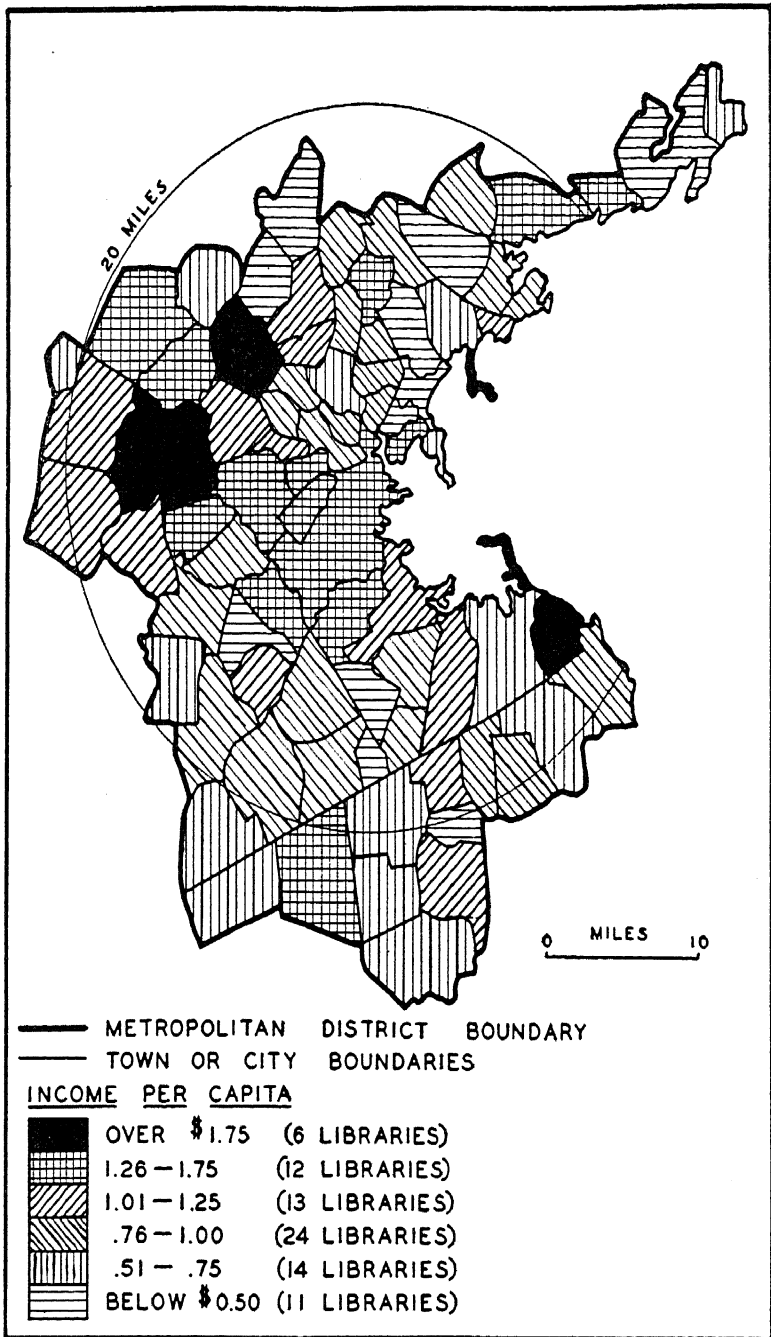 20 MILES
0 MILES 10
METROPOLITAN DISTRICT BOUNDARY
TOWN OR CITY BOUNDARIES
INCOME PER CAPITA
OVER $1.75 (6 LIBRARIES)
1.26—1.75 (12 LIBRARIES)
1.01—1.25 (13 LIBRARIES)
.76—1.00 (24 LIBRARIES)
.51— .75 (14 LIBRARIES)
BELOW $0.50 (11 LIBRARIES)